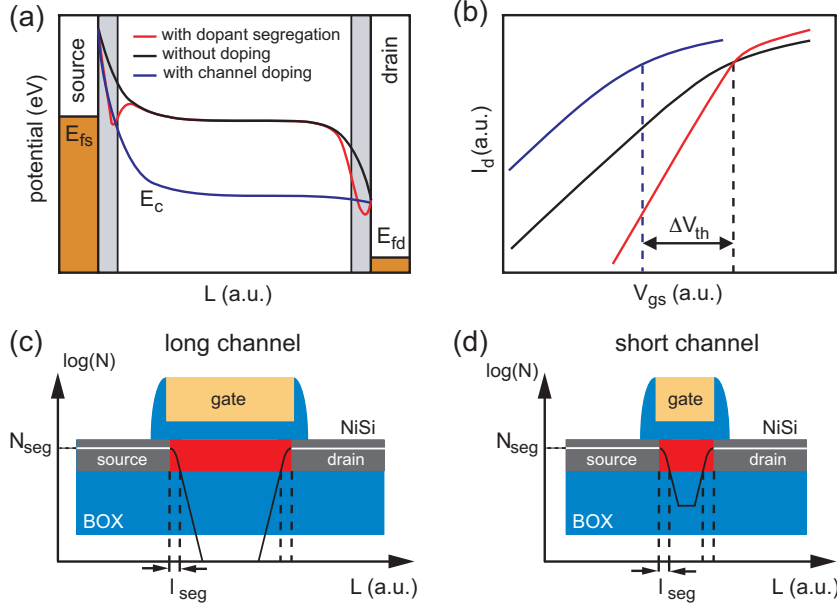 (a)
source
with dopant segregation
without doping
with channel doping
drain
E_fs
E_c
E_fd
potential (eV)
L (a.u.)
(b)
I_d (a.u.)
ΔV_th
V_gs (a.u.)
(c)
long channel
log(N)
gate
NiSi
N_seg
source
drain
BOX
l_seg
L (a.u.)
(d)
short channel
log(N)
gate
NiSi
N_seg
source
drain
BOX
l_seg
L (a.u.)